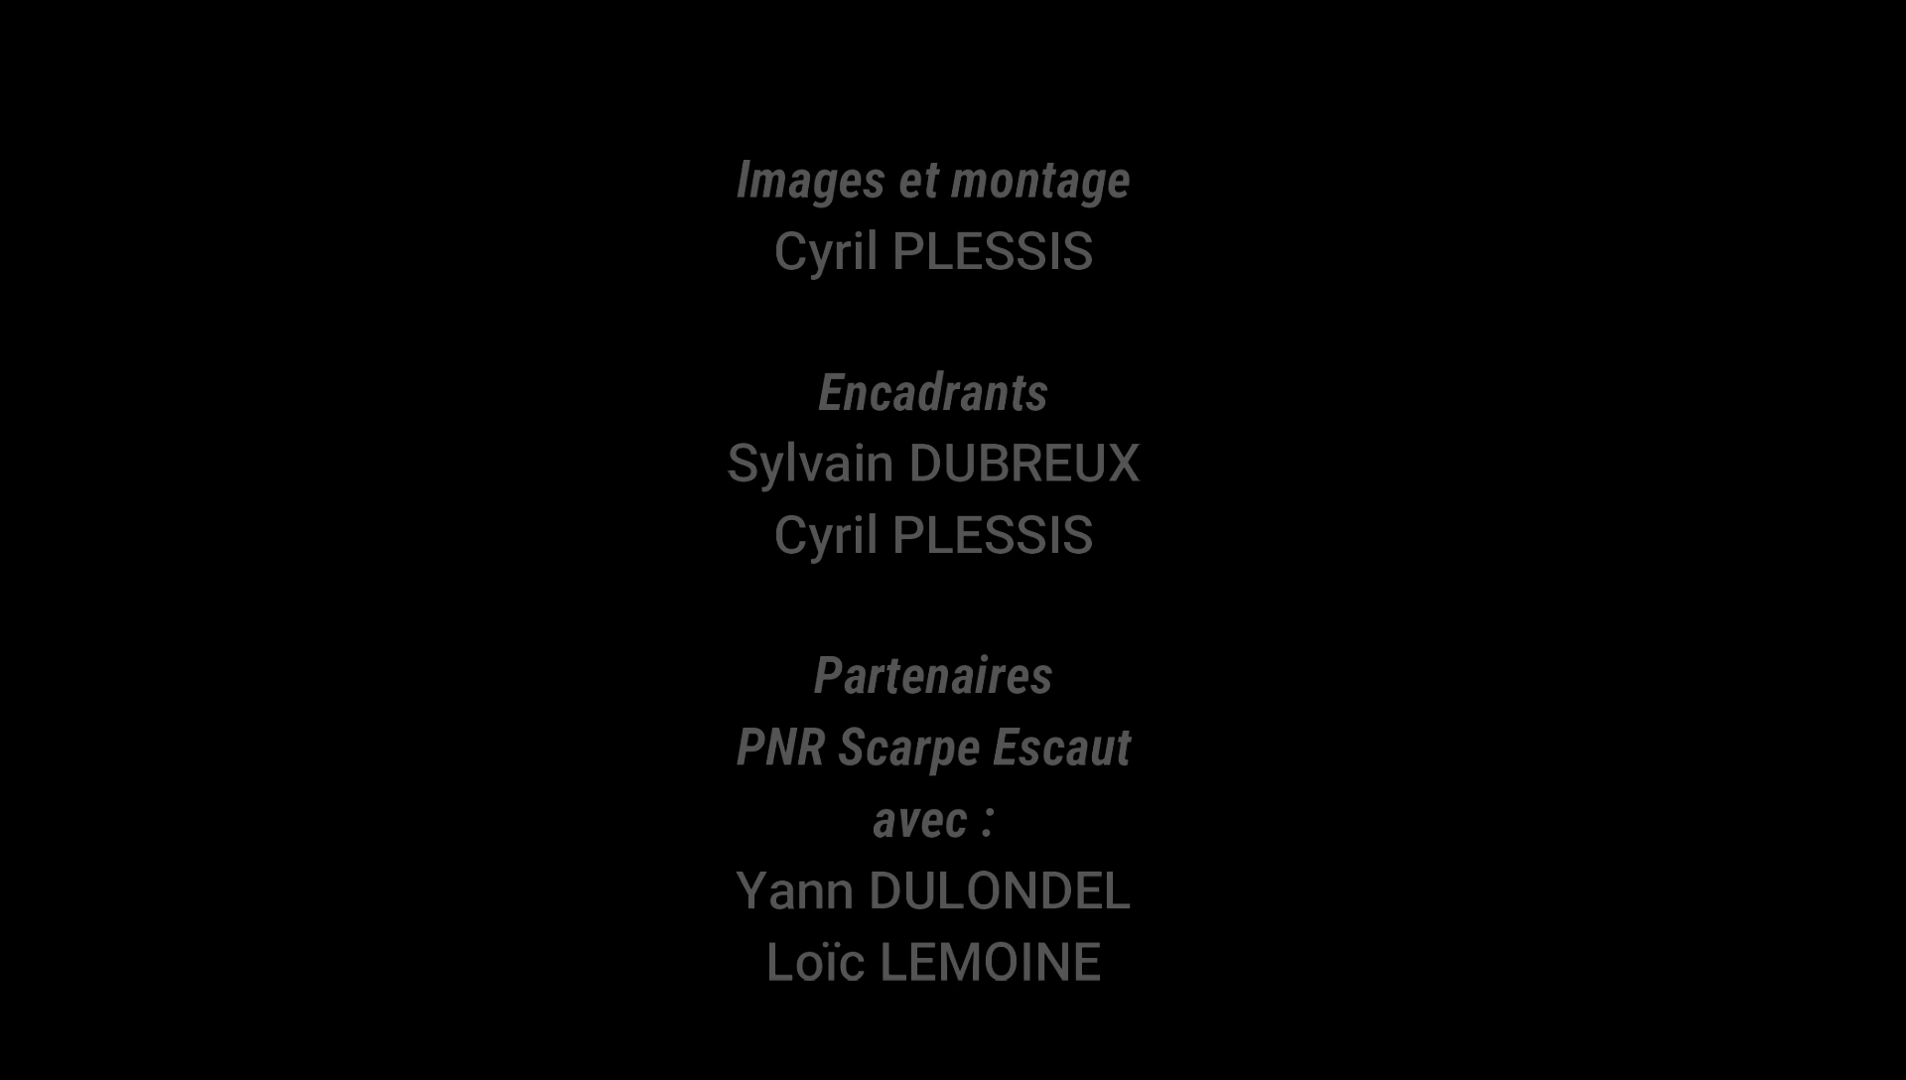 Images et montage
Cyril PLESSIS
Encadrants
Sylvain DUBREUX
Cyril PLESSIS
Partenaires
PNR Scarpe Escaut
avec :
Yann DULONDEL
Loïc LEMOINE